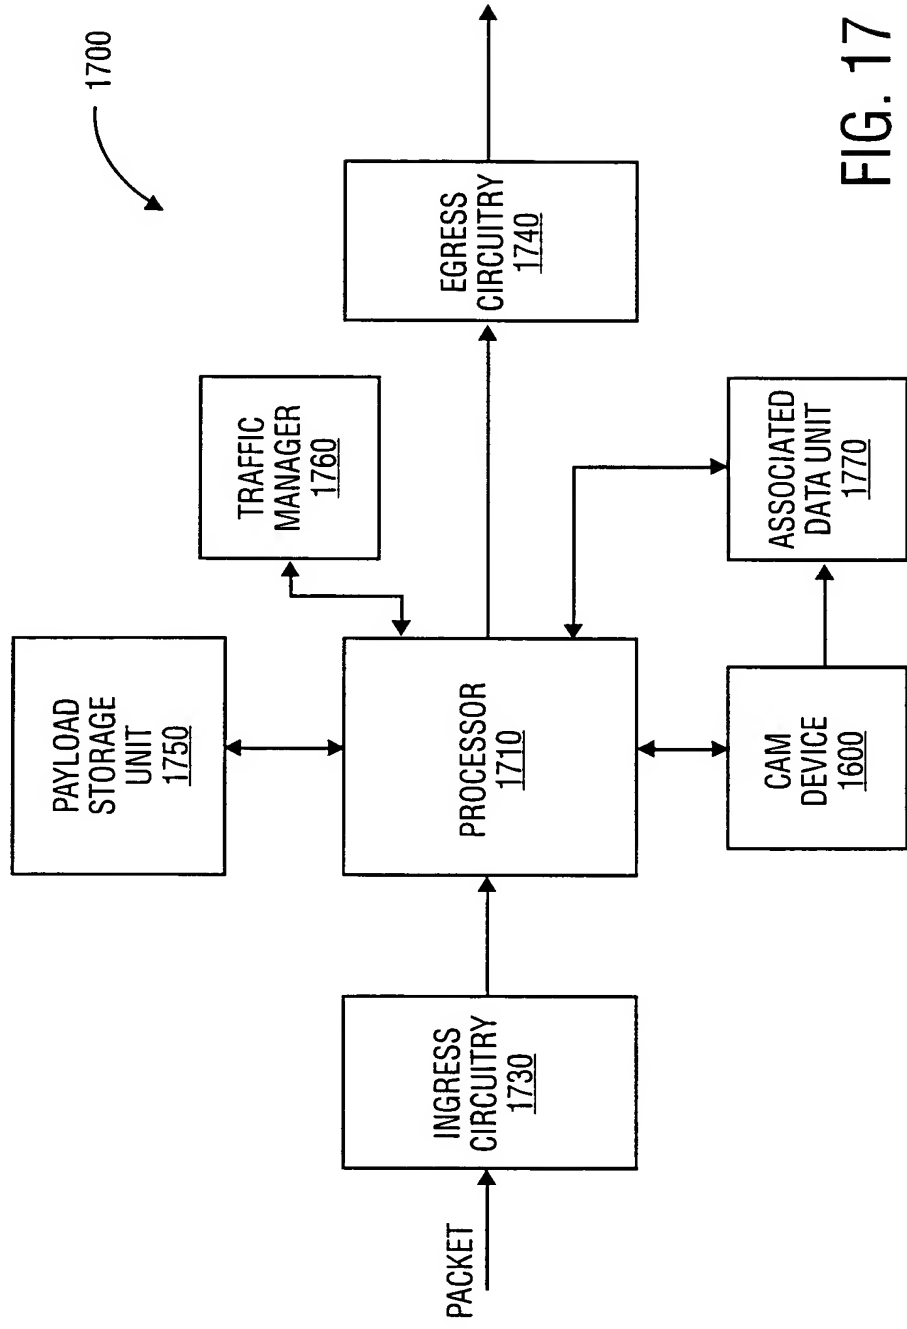 1700
PAYLOAD
STORAGE
UNIT
1750
TRAFFIC
MANAGER
1760
PACKET
INGRESS
CIRCUITRY
1730
PROCESSOR
1710
EGRESS
CIRCUITRY
1740
CAM
DEVICE
1600
ASSOCIATED
DATA UNIT
1770
FIG. 17